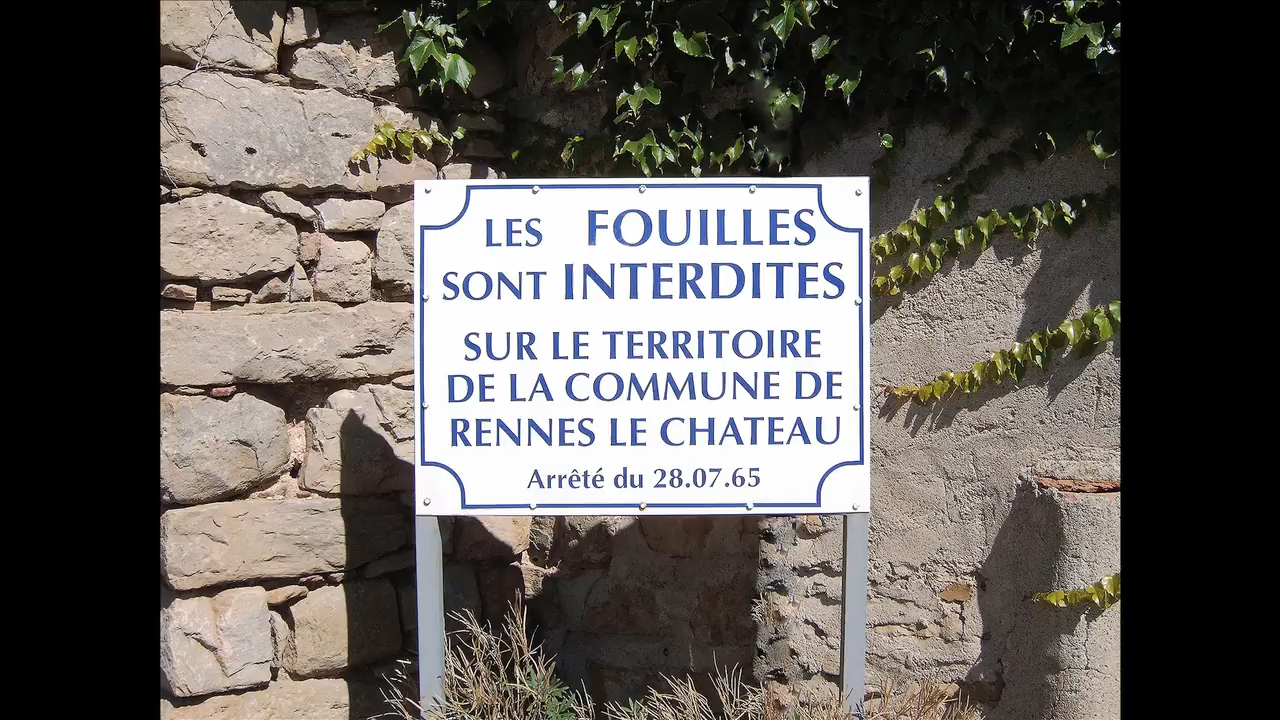 LES FOUILLES
SONT INTERDITES
SUR LE TERRITOIRE
DE LA COMMUNE DE
RENNES LE CHATEAU
Arrêté du 28.07.65